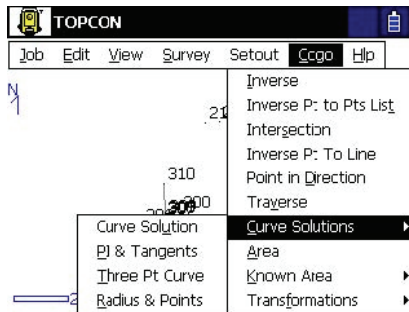 TOPCON
Job Edit View Survey Setout Cogo Hlp
N
Inverse
Inverse Pt to Pts List
21
Intersection
Inverse Pt To Line
310
Point in Direction
309 200
Traverse
Curve Solution
Curve Solutions
PI & Tangents
Area
Three Pt Curve
Known Area
2
Radius & Points
Transformations